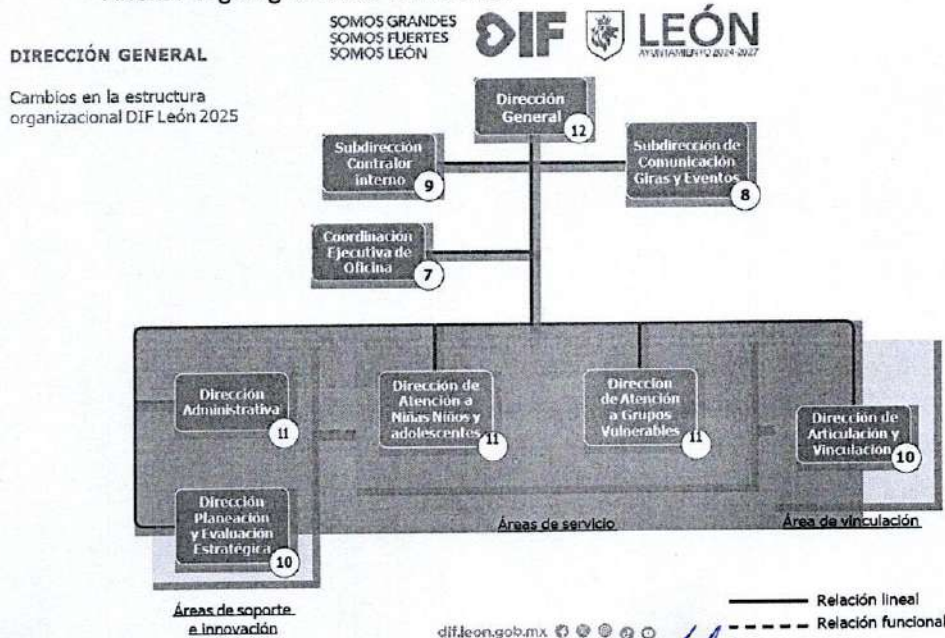 SOMOS GRANDES
SOMOS FUERTES
SOMOS LEÓN
DIF
LEÓN
AYUNTAMIENTO 2024-2027
DIRECCIÓN GENERAL
Cambios en la estructura
organizacional DIF León 2025
Dirección
General
12
Subdirección
Contralor
interno
9
Subdirección de
Comunicación
Giras y Eventos
8
Coordinación
Ejecutiva de
Oficina
7
Dirección
Administrativa
11
Dirección de
Atención a
Niñas Niños y
adolescentes
11
Dirección
de Atención
a Grupos
Vulnerables
11
Dirección de
Articulación y
Vinculación
10
Dirección
Planeación
y Evaluación
Estratégica
10
Áreas de servicio
Área de vinculación
Áreas de soporte
e innovación
Relación lineal
Relación funcional
dif.leon.gob.mx